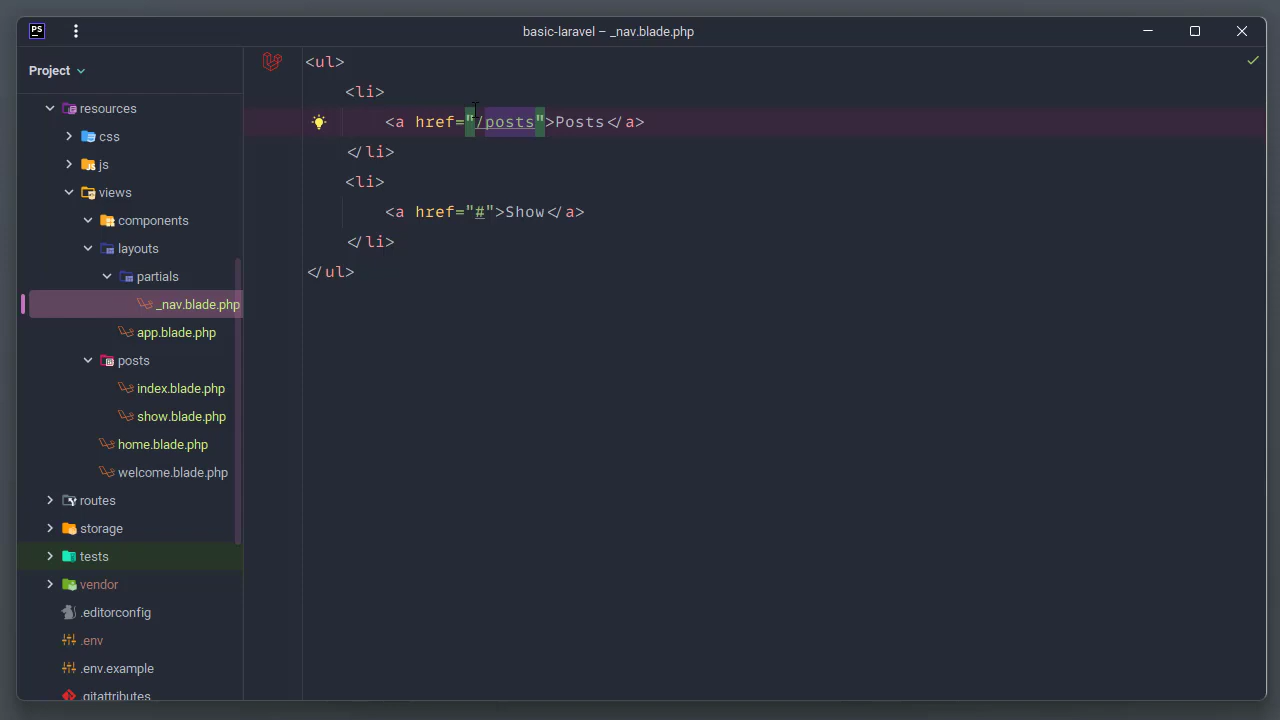 PS
basic-laravel – _nav.blade.php
Project
resources
css
js
views
components
layouts
partials
_nav.blade.php
app.blade.php
posts
index.blade.php
show.blade.php
home.blade.php
welcome.blade.php
routes
storage
tests
vendor
.editorconfig
.env
.env.example
.gitattributes
<ul>
<li>
<a href="/posts">Posts</a>
</li>
<li>
<a href="#">Show</a>
</li>
</ul>